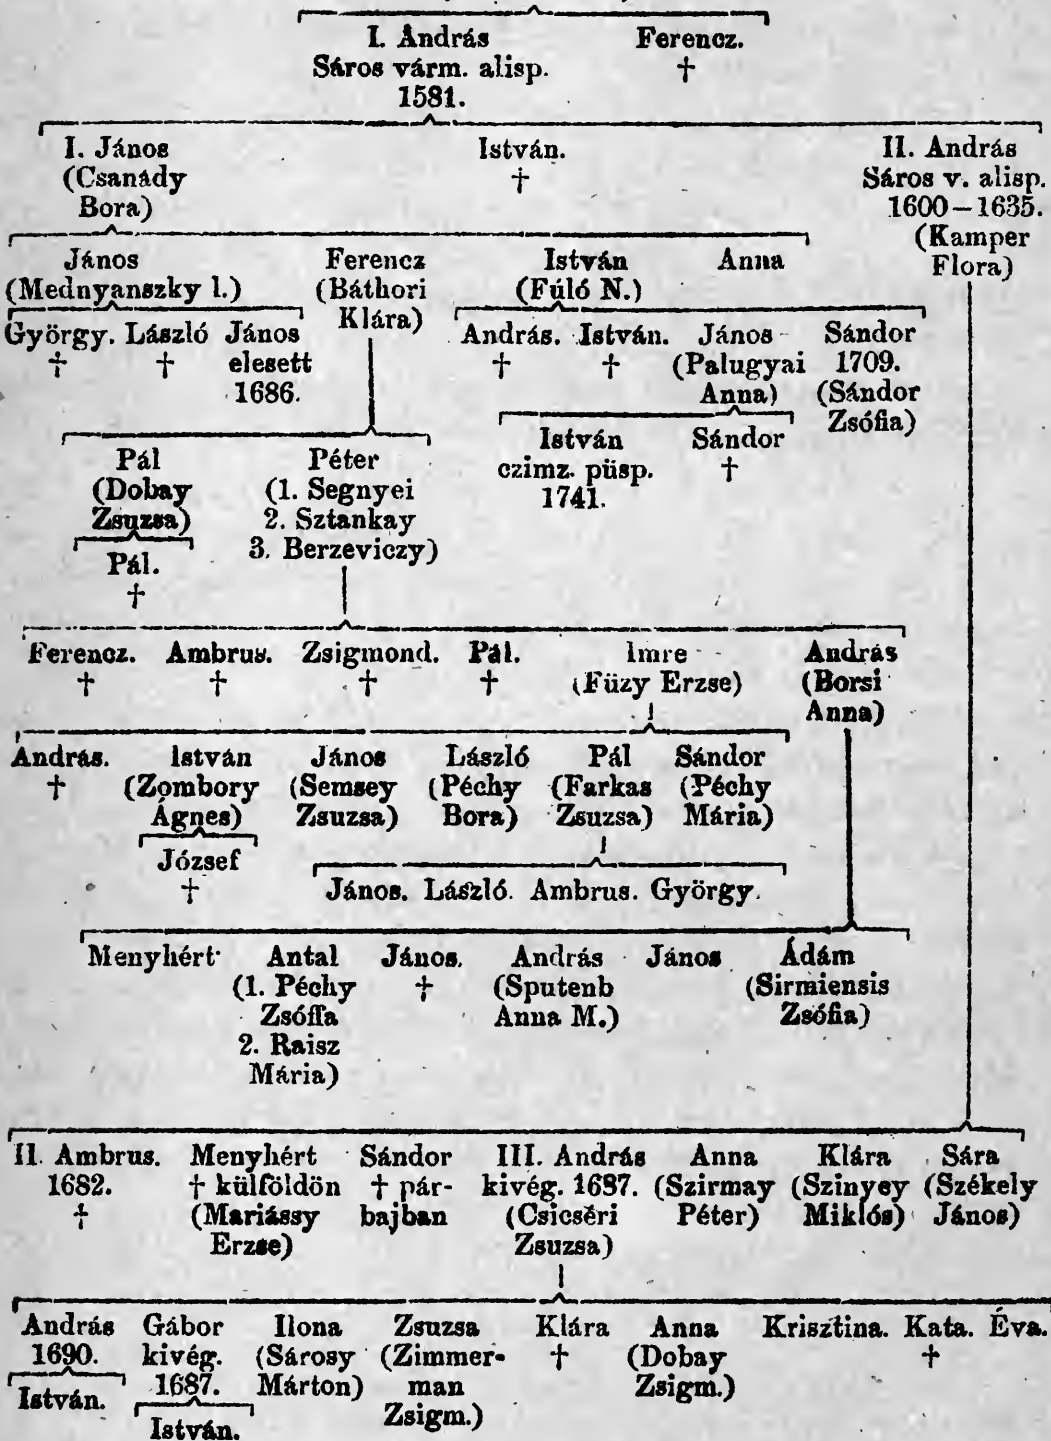 I. András Ferencz.
Sáros várm. alisp. †
1581.
I. János István. II. András
(Csanády † Sáros v. alisp.
Bora) 1600–1635.
(Kamper
Flora)
János Ferencz István Anna
(Mednyanszky l.) (Báthori (Fúló N.)
Klára)
György. László János András. István. János Sándor
† † elesett † † (Palugyai 1709.
1686. Anna) (Sándor
Zsófia)
István Sándor
czimz. püsp. †
1741.
Pál Péter
(Dobay (1. Segnyei
Zsuzsa) 2. Sztankay
3. Berzeviczy)
Pál.
†
Ferencz. Ambrus. Zsigmond. Pál. Imre András
† † † † (Füzy Erzse) (Borsi
Anna)
András. István János László Pál Sándor
† (Zombory (Semsey (Péchy (Farkas (Péchy
Ágnes) Zsuzsa) Bora) Zsuzsa) Mária)
József
†
János. László. Ambrus. György.
Menyhért Antal János. András János Ádám
(1. Péchy † (Sputenb (Sirmiensis
Zsóffa Anna M.) Zsófia)
2. Raisz
Mária)
II. Ambrus. Menyhért Sándor III. András Anna Klára Sára
1682. † külföldön † pár- kivég. 1687. (Szirmay (Szinyey (Székely
† (Mariássy bajban (Csicséri Péter) Miklós) János)
Erzse) Zsuzsa)
András Gábor Ilona Zsuzsa Klára Anna Krisztina. Kata. Éva.
1690. kivég. (Sárosy (Zimmer- † (Dobay †
1687. Márton) man Zsigm.)
Zsigm.)
István.
István.